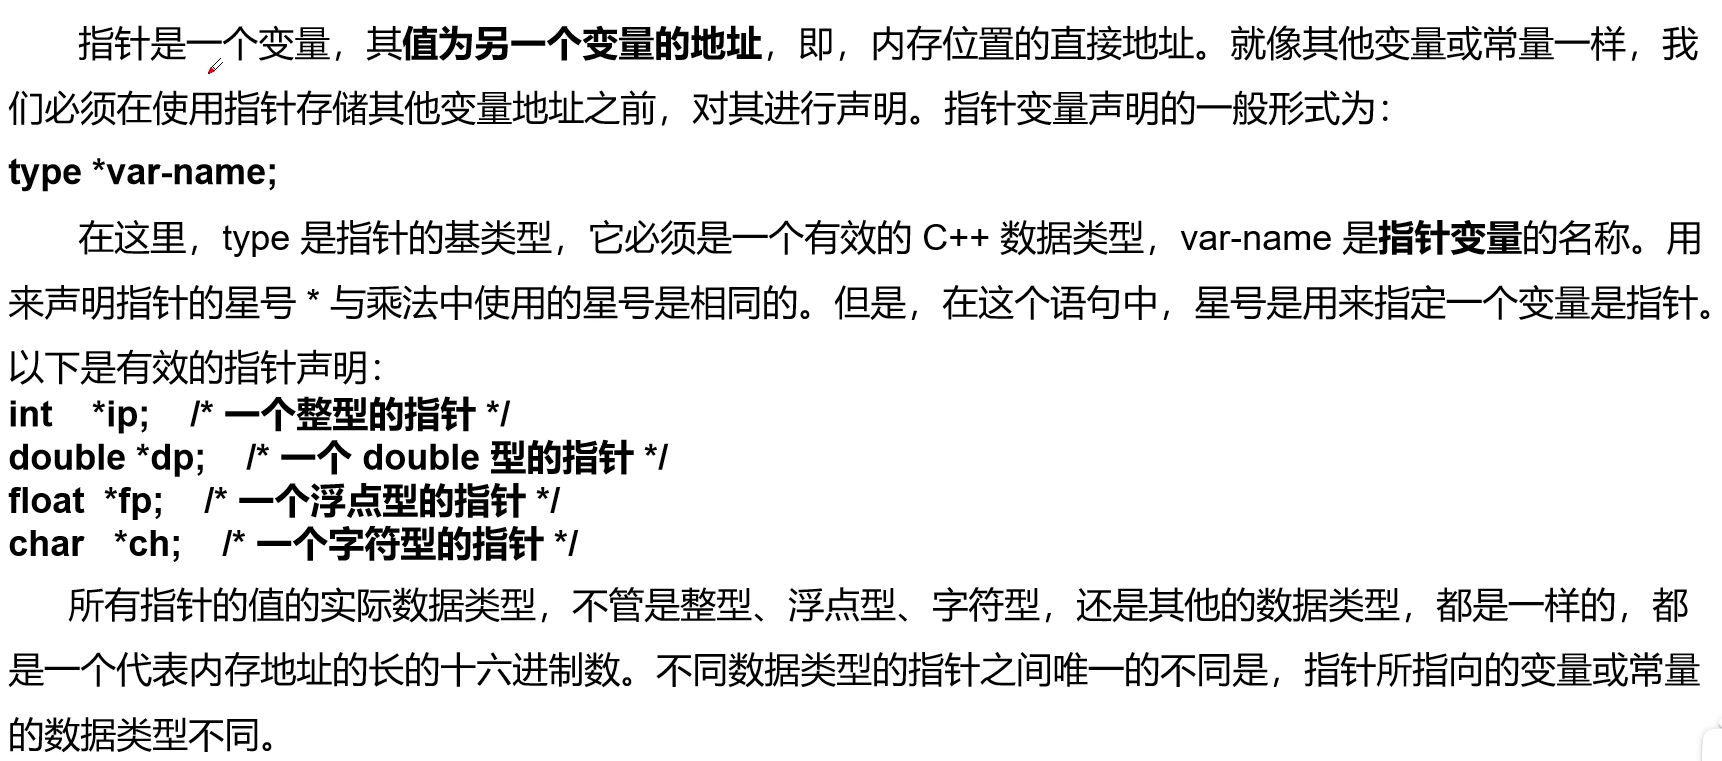 指针是一个变量，其值为另一个变量的地址，即，内存位置的直接地址。就像其他变量或常量一样，我
们必须在使用指针存储其他变量地址之前，对其进行声明。指针变量声明的一般形式为：
type *var-name;
在这里，type 是指针的基类型，它必须是一个有效的 C++ 数据类型，var-name 是指针变量的名称。用
来声明指针的星号 * 与乘法中使用的星号是相同的。但是，在这个语句中，星号是用来指定一个变量是指针。
以下是有效的指针声明：
int    *ip;    /* 一个整型的指针 */
double *dp;    /* 一个 double 型的指针 */
float  *fp;    /* 一个浮点型的指针 */
char   *ch;    /* 一个字符型的指针 */
所有指针的值的实际数据类型，不管是整型、浮点型、字符型，还是其他的数据类型，都是一样的，都
是一个代表内存地址的长的十六进制数。不同数据类型的指针之间唯一的不同是，指针所指向的变量或常量
的数据类型不同。